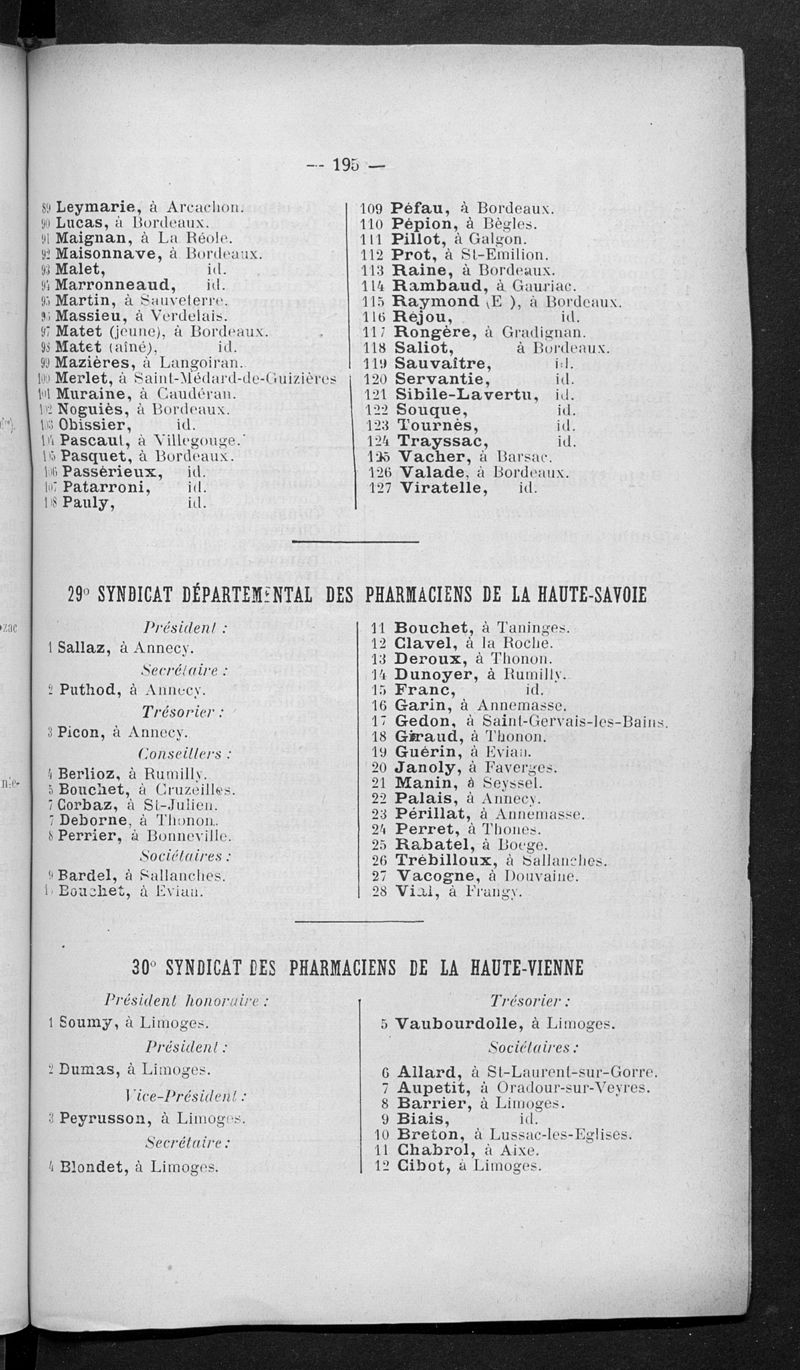 — 195 —
89 Leymarie, à Arcachon.
90 Lucas, à Bordeaux.
91 Maignan, à La Réole.
92 Maisonnave, à Bordeaux.
93 Malet, id.
94 Marronneaud, id.
95 Martin, à Sauveterre.
96 Massieu, à Verdelais.
97 Matet (jeune), à Bordeaux.
98 Matet (aîné), id.
99 Mazières, à Langoiran.
100 Merlet, à Saint-Médard-de-Guizières
101 Muraine, à Caudéran.
102 Noguiès, à Bordeaux.
103 Obissier, id.
104 Pascaut, à Villegouge.
105 Pasquet, à Bordeaux.
106 Passérieux, id.
107 Patarroni, id.
108 Pauly, id.
109 Péfau, à Bordeaux.
110 Pépion, à Bègles.
111 Pillot, à Galgon.
112 Prot, à St-Emilion.
113 Raine, à Bordeaux.
114 Rambaud, à Gauriac.
115 Raymond (E ), à Bordeaux.
116 Rejou, id.
117 Rongère, à Gradignan.
118 Saliot, à Bordeaux.
119 Sauvaître, id.
120 Servantie, id.
121 Sibile-Lavertu, id.
122 Souque, id.
123 Tournès, id.
124 Trayssac, id.
125 Vacher, à Barsac.
126 Valade, à Bordeaux.
127 Viratelle, id.
29° SYNDICAT DÉPARTEMENTAL DES PHARMACIENS DE LA HAUTE-SAVOIE
Président :
1 Sallaz, à Annecy.
Secrétaire :
2 Puthod, à Annecy.
Trésorier :
3 Picon, à Annecy.
Conseillers :
4 Berlioz, à Rumilly.
5 Bouchet, à Cruzeilles.
7 Corbaz, à St-Julien.
7 Deborne, à Thonon.
8 Perrier, à Bonneville.
Sociétaires :
9 Bardel, à Sallanches.
10 Bouchet, à Evian.
11 Bouchet, à Taninges.
12 Clavel, à la Roche.
13 Deroux, à Thonon.
14 Dunoyer, à Rumilly.
15 Franc, id.
16 Garin, à Annemasse.
17 Gedon, à Saint-Gervais-les-Bains.
18 Giraud, à Thonon.
19 Guérin, à Evian.
20 Janoly, à Faverges.
21 Manin, à Seyssel.
22 Palais, à Annecy.
23 Périllat, à Annemasse.
24 Perret, à Thones.
25 Rabatel, à Boege.
26 Trébilloux, à Sallanches.
27 Vacogne, à Douvaine.
28 Vial, à Frangy.
30° SYNDICAT DES PHARMACIENS DE LA HAUTE-VIENNE
Président honoraire :
1 Soumy, à Limoges.
Président :
2 Dumas, à Limoges.
Vice-Président :
3 Peyrusson, à Limoges.
Secrétaire :
4 Blondet, à Limoges.
Trésorier :
5 Vaubourdolle, à Limoges.
Sociétaires :
6 Allard, à St-Laurent-sur-Gorre.
7 Aupetit, à Oradour-sur-Veyres.
8 Barrier, à Limoges.
9 Biais, id.
10 Breton, à Lussac-les-Eglises.
11 Chabrol, à Aixe.
12 Cibot, à Limoges.